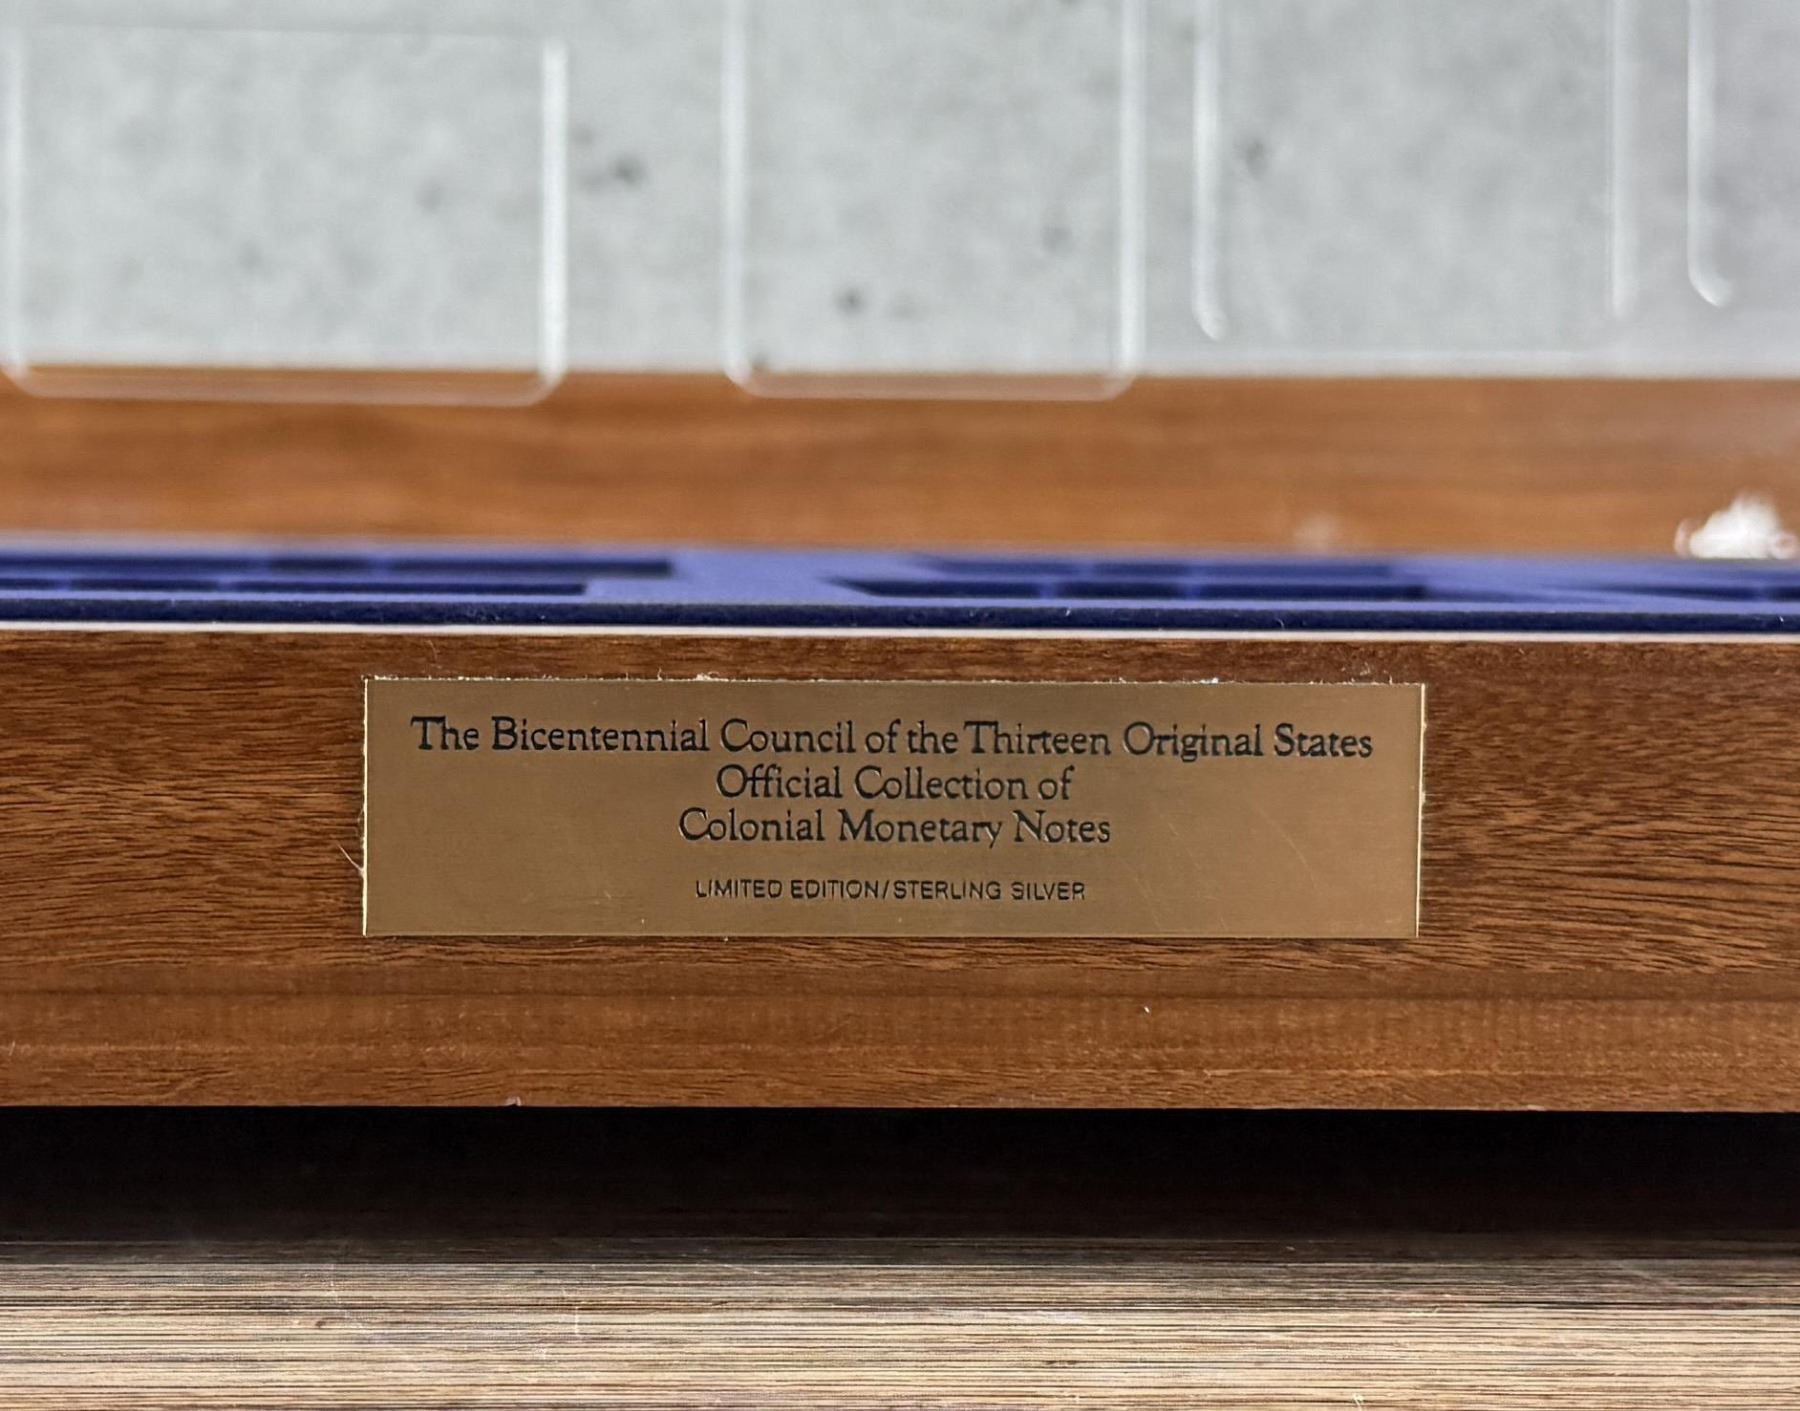 The Bicentennial Council of the Thirteen Original States
Official Collection of
Colonial Monetary Notes
LIMITED EDITION/STERLING SILVER